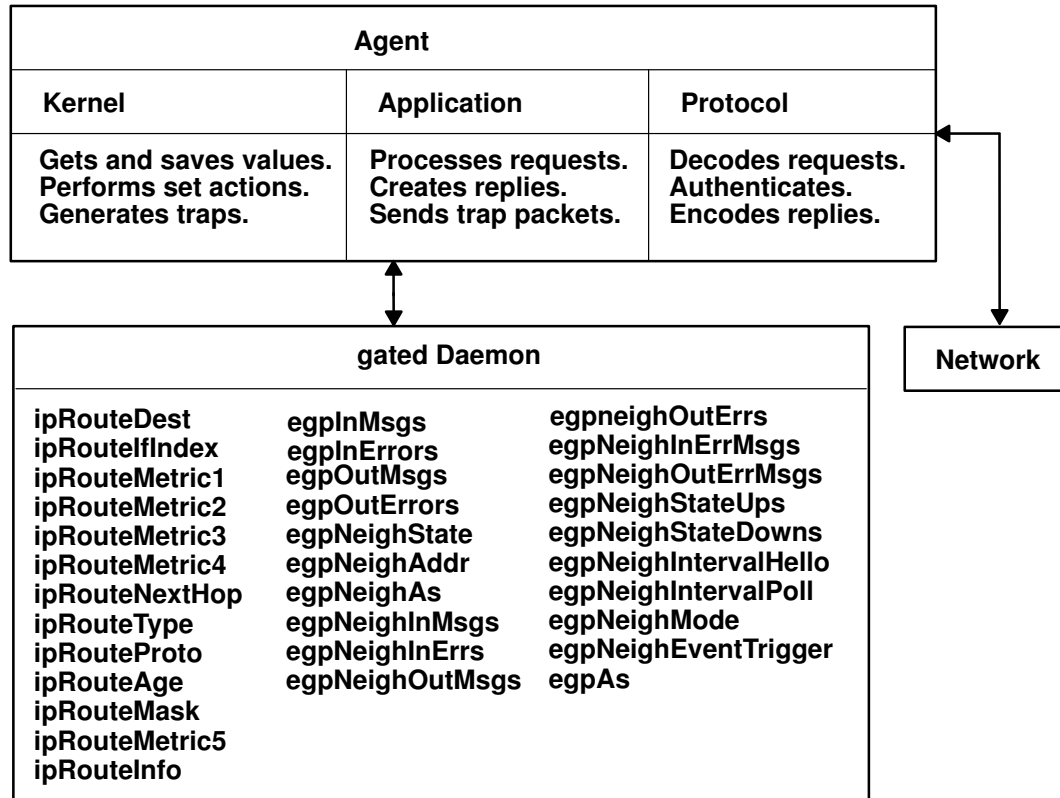 Agent
Kernel
Application
Protocol
Gets and saves values.
Performs set actions.
Generates traps.
Processes requests.
Creates replies.
Sends trap packets.
Decodes requests.
Authenticates.
Encodes replies.
gated Daemon
Network
ipRouteDest
ipRouteIfIndex
ipRouteMetric1
ipRouteMetric2
ipRouteMetric3
ipRouteMetric4
ipRouteNextHop
ipRouteType
ipRouteProto
ipRouteAge
ipRouteMask
ipRouteMetric5
ipRouteInfo
egpInMsgs
egpInErrors
egpOutMsgs
egpOutErrors
egpNeighState
egpNeighAddr
egpNeighAs
egpNeighInMsgs
egpNeighInErrs
egpNeighOutMsgs
egpneighOutErrs
egpNeighInErrMsgs
egpNeighOutErrMsgs
egpNeighStateUps
egpNeighStateDowns
egpNeighIntervalHello
egpNeighIntervalPoll
egpNeighMode
egpNeighEventTrigger
egpAs